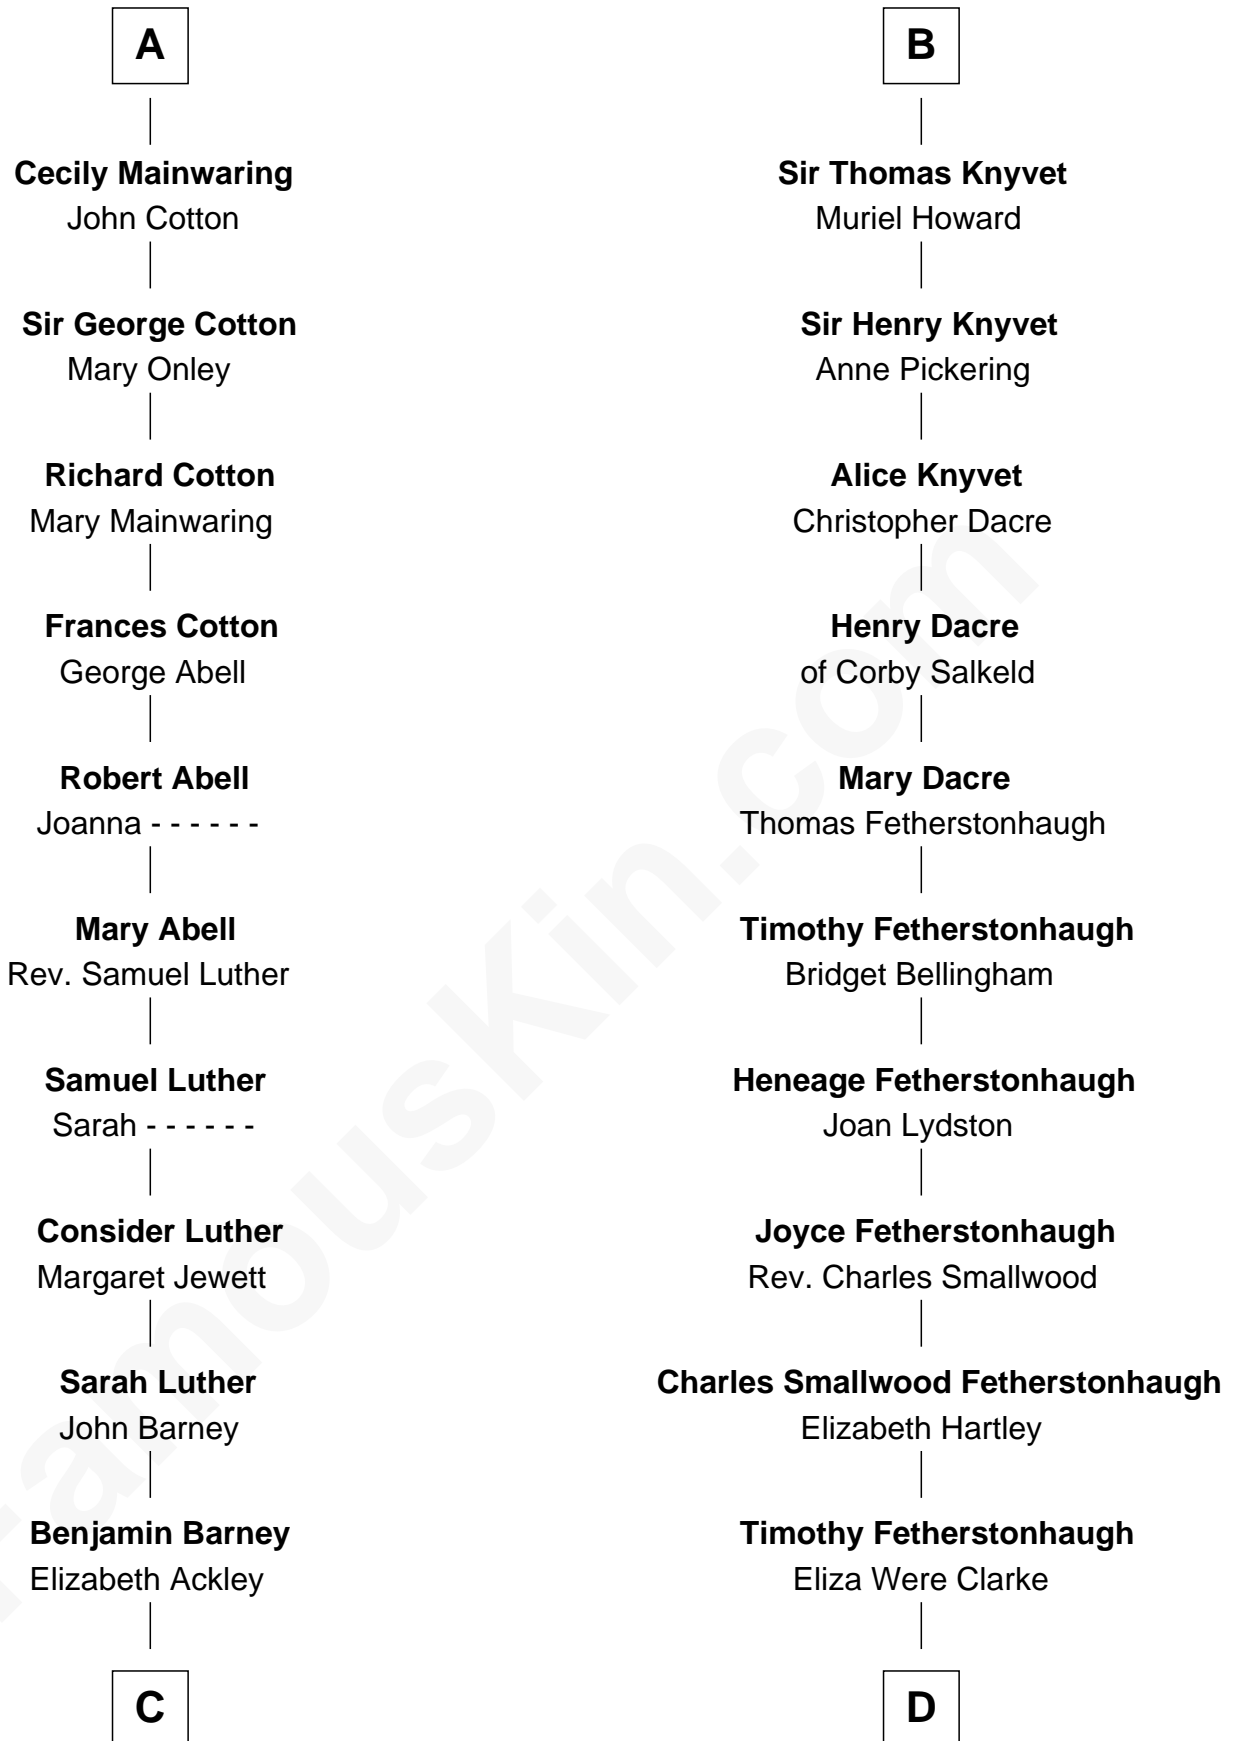 A
Cecily Mainwaring
John Cotton
Sir George Cotton
Mary Onley
Richard Cotton
Mary Mainwaring
Frances Cotton
George Abell
Robert Abell
Joanna - - - - - -
Mary Abell
Rev. Samuel Luther
Samuel Luther
Sarah - - - - - -
Consider Luther
Margaret Jewett
Sarah Luther
John Barney
Benjamin Barney
Elizabeth Ackley
C
B
Sir Thomas Knyvet
Muriel Howard
Sir Henry Knyvet
Anne Pickering
Alice Knyvet
Christopher Dacre
Henry Dacre
of Corby Salkeld
Mary Dacre
Thomas Fetherstonhaugh
Timothy Fetherstonhaugh
Bridget Bellingham
Heneage Fetherstonhaugh
Joan Lydston
Joyce Fetherstonhaugh
Rev. Charles Smallwood
Charles Smallwood Fetherstonhaugh
Elizabeth Hartley
Timothy Fetherstonhaugh
Eliza Were Clarke
D
FamousKin.com